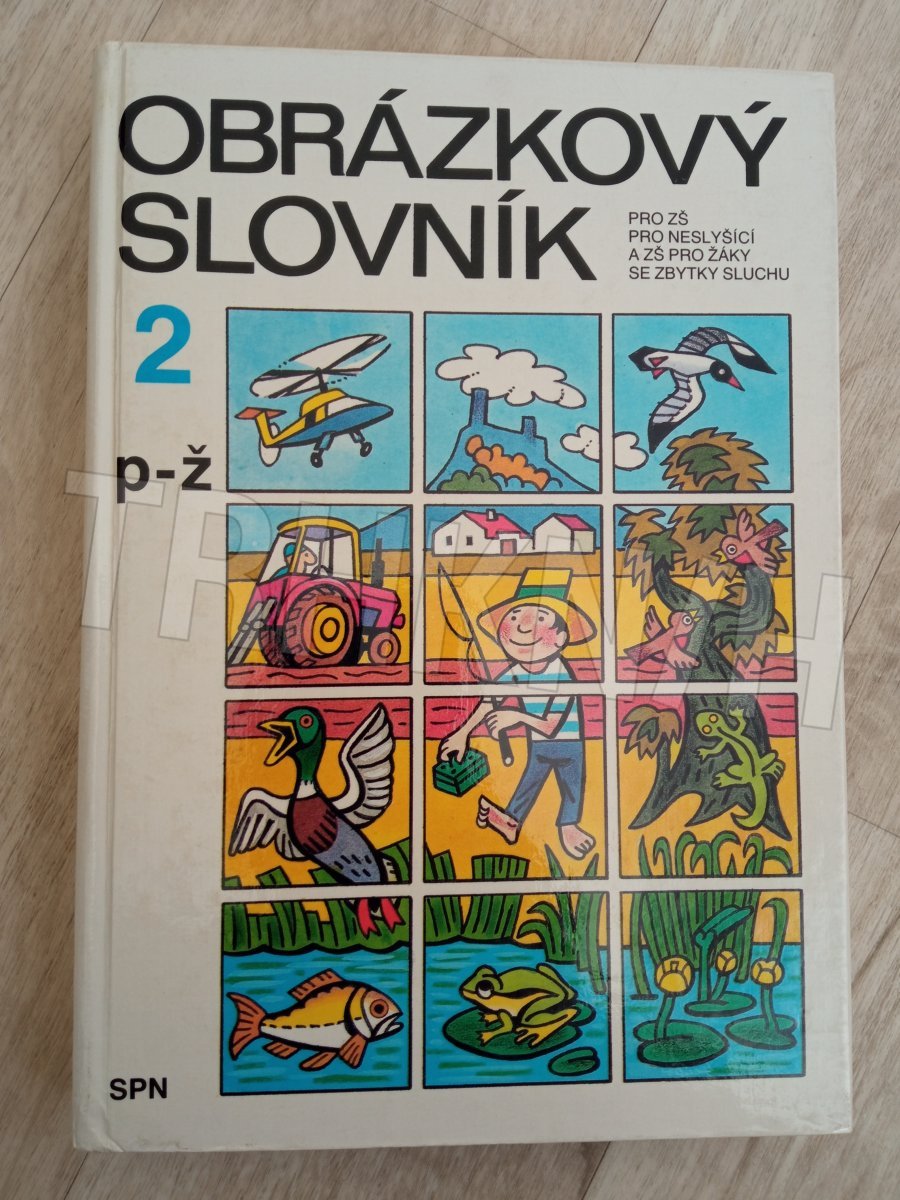 OBRÁZKOVÝ
SLOVNÍK
PRO ZŠ
PRO NESLYŠÍCÍ
A ZŠ PRO ŽÁKY
SE ZBYTKY SLUCHU
2
p-ž
SPN